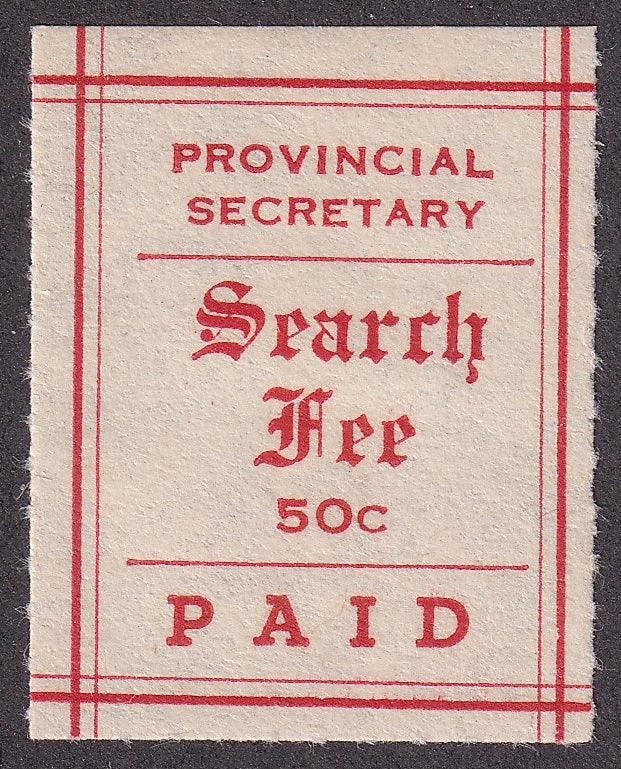 PROVINCIAL
SECRETARY
Search
Fee
50c
PAID